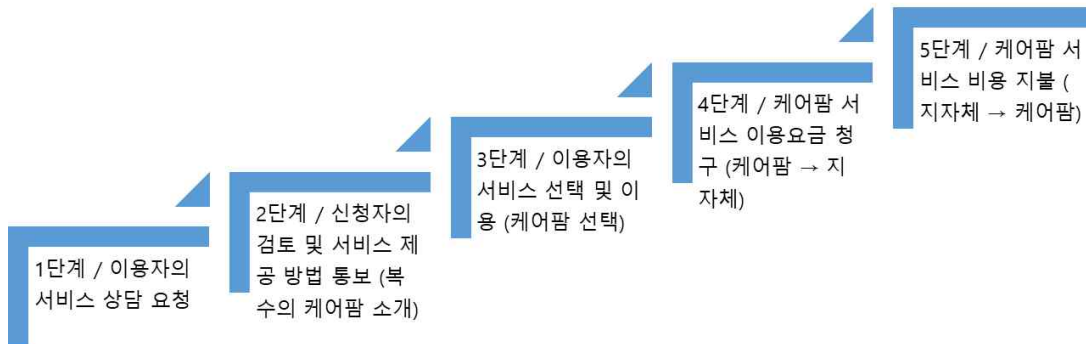 1단계 / 이용자의
서비스 상담 요청
2단계 / 신청자의
검토 및 서비스 제
공 방법 통보 (복
수의 케어팜 소개)
3단계 / 이용자의
서비스 선택 및 이
용 (케어팜 선택)
4단계 / 케어팜 서
비스 이용요금 청
구 (케어팜 → 지
자체)
5단계 / 케어팜 서
비스 비용 지불 (
지자체 → 케어팜)